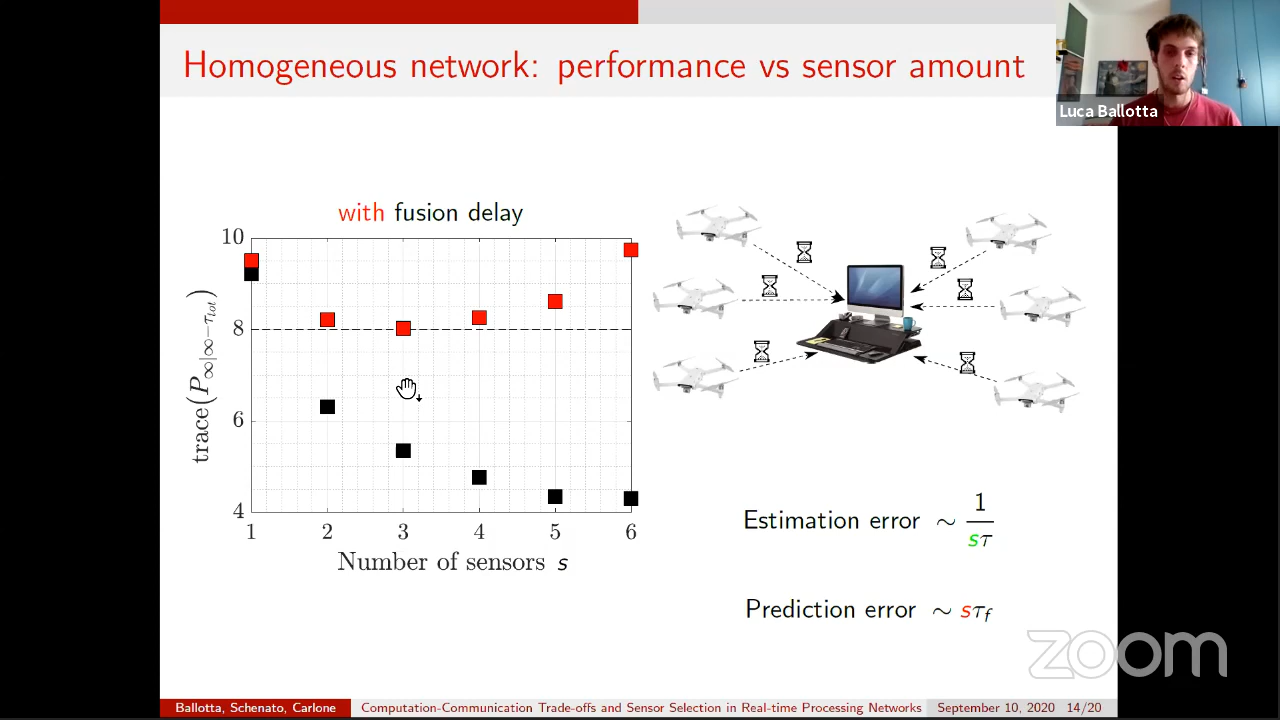 Homogeneous network: performance vs sensor amount
Luca Ballotta
with fusion delay
10
8
6
4
trace(P∞|∞−τtot)
1 2 3 4 5 6
Number of sensors s
Estimation error ∼ 1/sτ
Prediction error ∼ sτf
zoom
Ballotta, Schenato, Carlone Computation-Communication Trade-offs and Sensor Selection in Real-time Processing Networks September 10, 2020 14/20